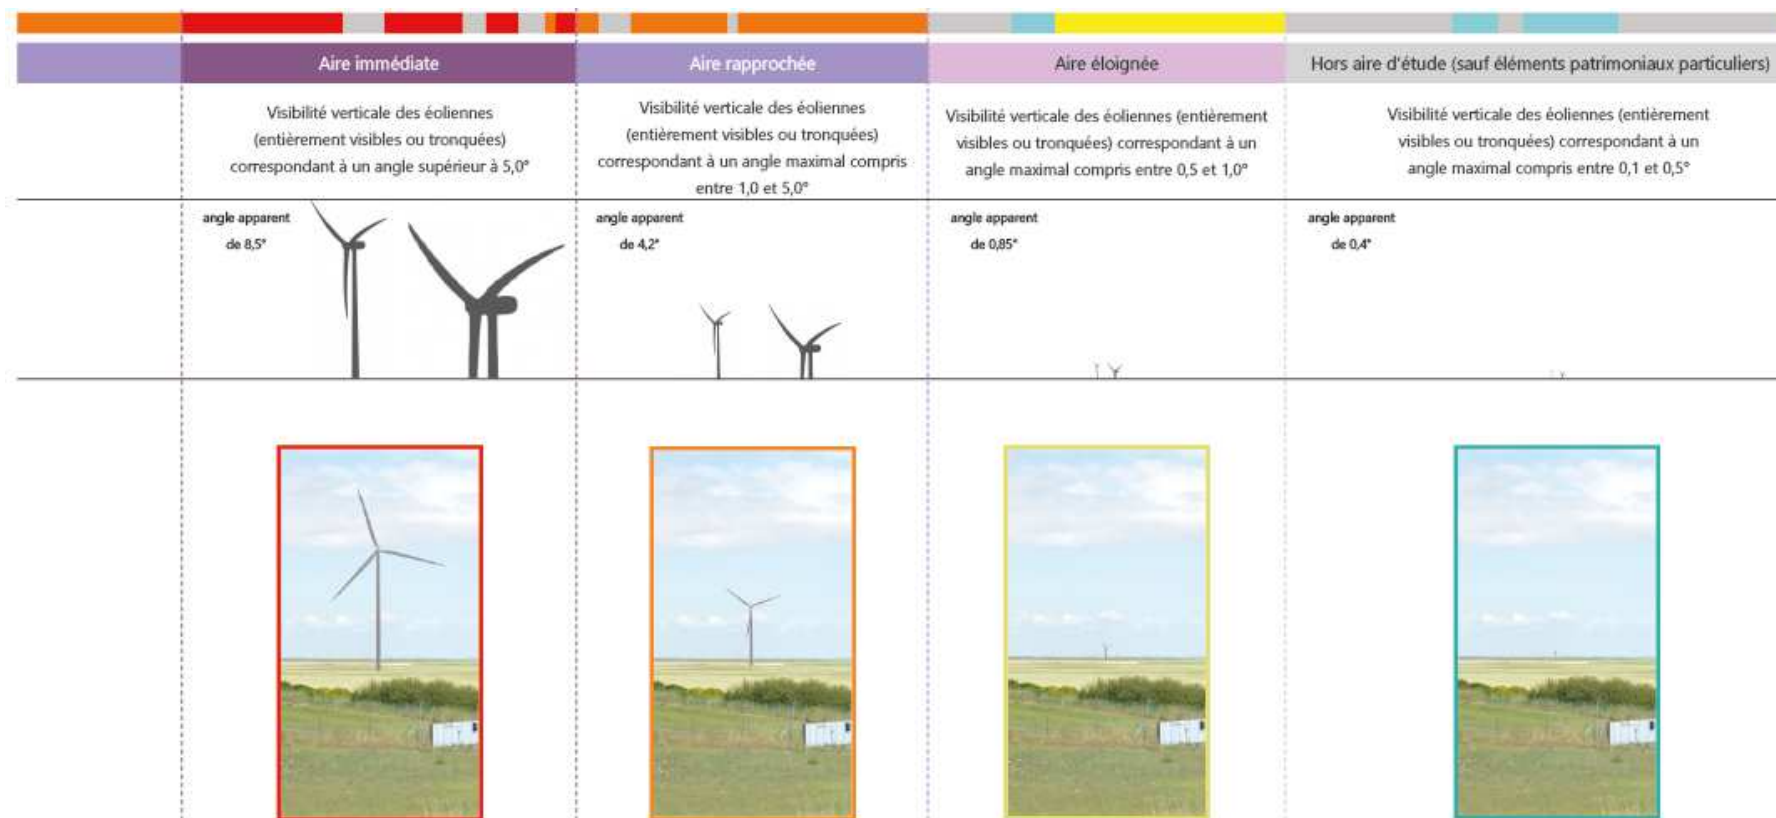 Aire immédiate
Aire rapprochée
Aire éloignée
Hors aire d'étude (sauf éléments patrimoniaux particuliers)
Visibilité verticale des éoliennes
(entièrement visibles ou tronquées)
correspondant à un angle supérieur à 5,0°
Visibilité verticale des éoliennes
(entièrement visibles ou tronquées)
correspondant à un angle maximal compris
entre 1,0 et 5,0°
Visibilité verticale des éoliennes (entièrement
visibles ou tronquées) correspondant à un
angle maximal compris entre 0,5 et 1,0°
Visibilité verticale des éoliennes (entièrement
visibles ou tronquées) correspondant à un
angle maximal compris entre 0,1 et 0,5°
angle apparent
de 8,5°
angle apparent
de 4,2°
angle apparent
de 0,85°
angle apparent
de 0,4°